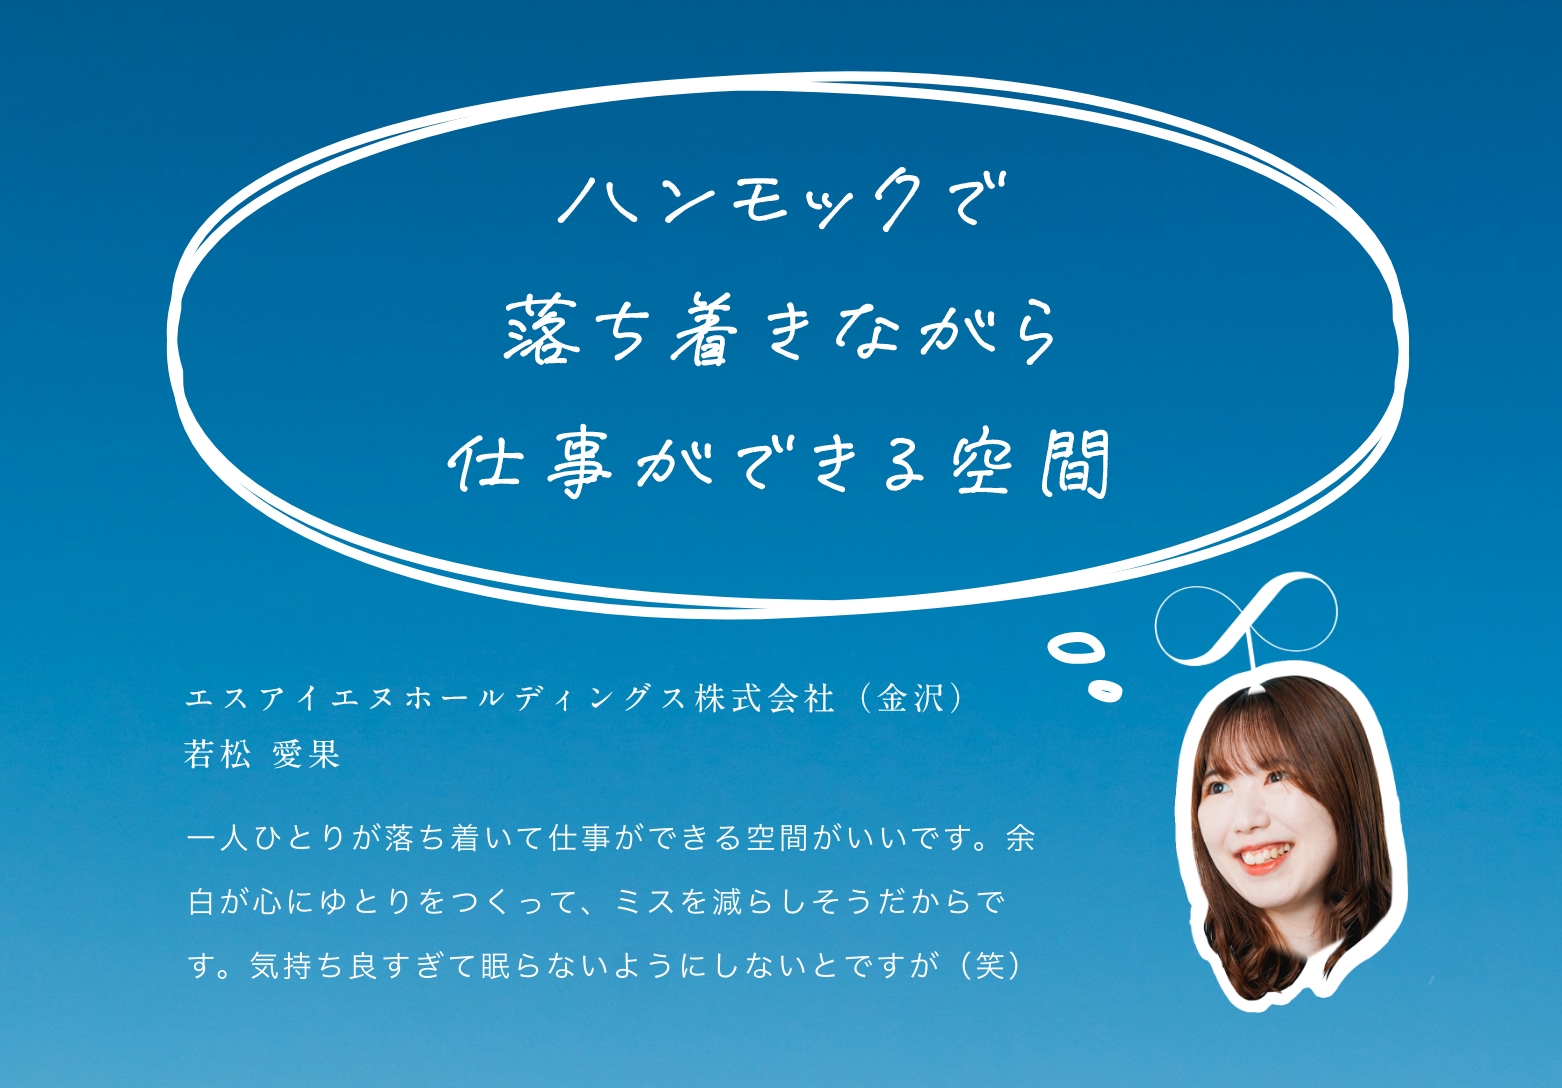 ハンモックで
落ち着きながら
仕事ができる空間
エスアイエヌホールディングス株式会社（金沢）
若松 愛果
一人ひとりが落ち着いて仕事ができる空間がいいです。余
白が心にゆとりをつくって、ミスを減らしそうだからで
す。気持ち良すぎて眠らないようにしないとですが（笑）